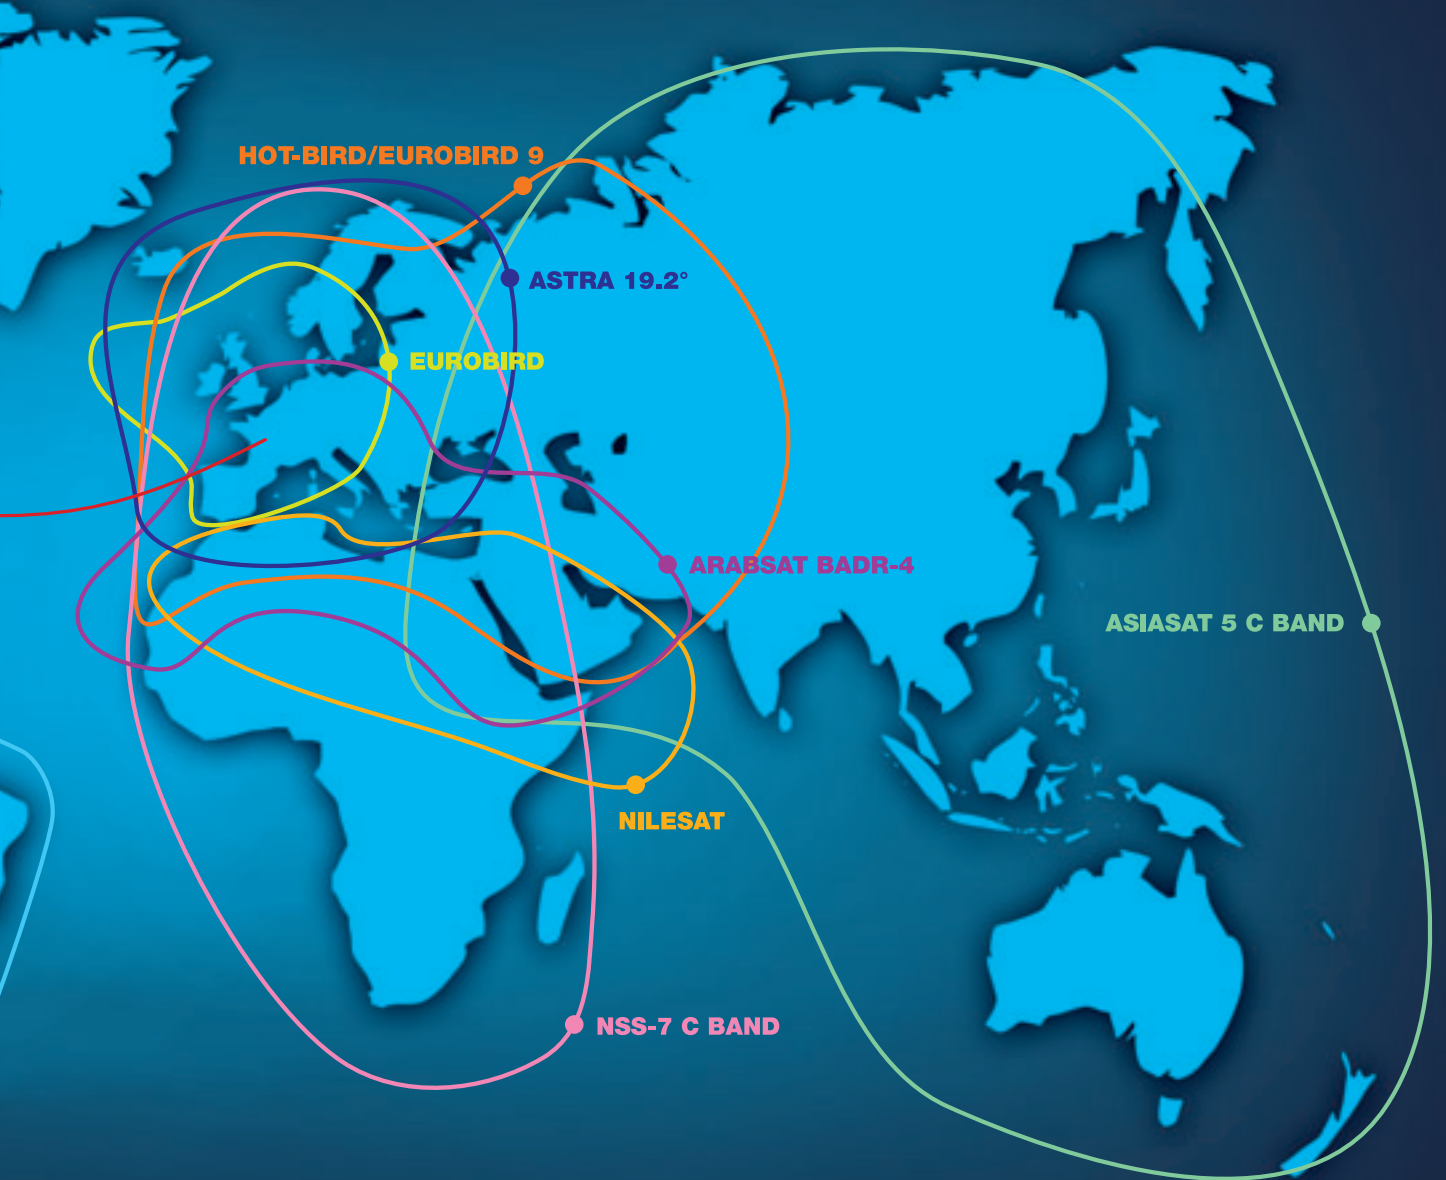 HOT-BIRD/EUROBIRD 9
ASTRA 19.2°
EUROBIRD
ARABSAT BADR-4
ASIASAT 5 C BAND
NILESAT
NSS-7 C BAND